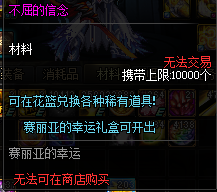 不屈的信念
材料
无法交易
携带上限10000个
可在花篮兑换各种稀有道具!
赛丽亚的幸运礼盒可开出
赛丽亚的幸运
无法可在商店购买